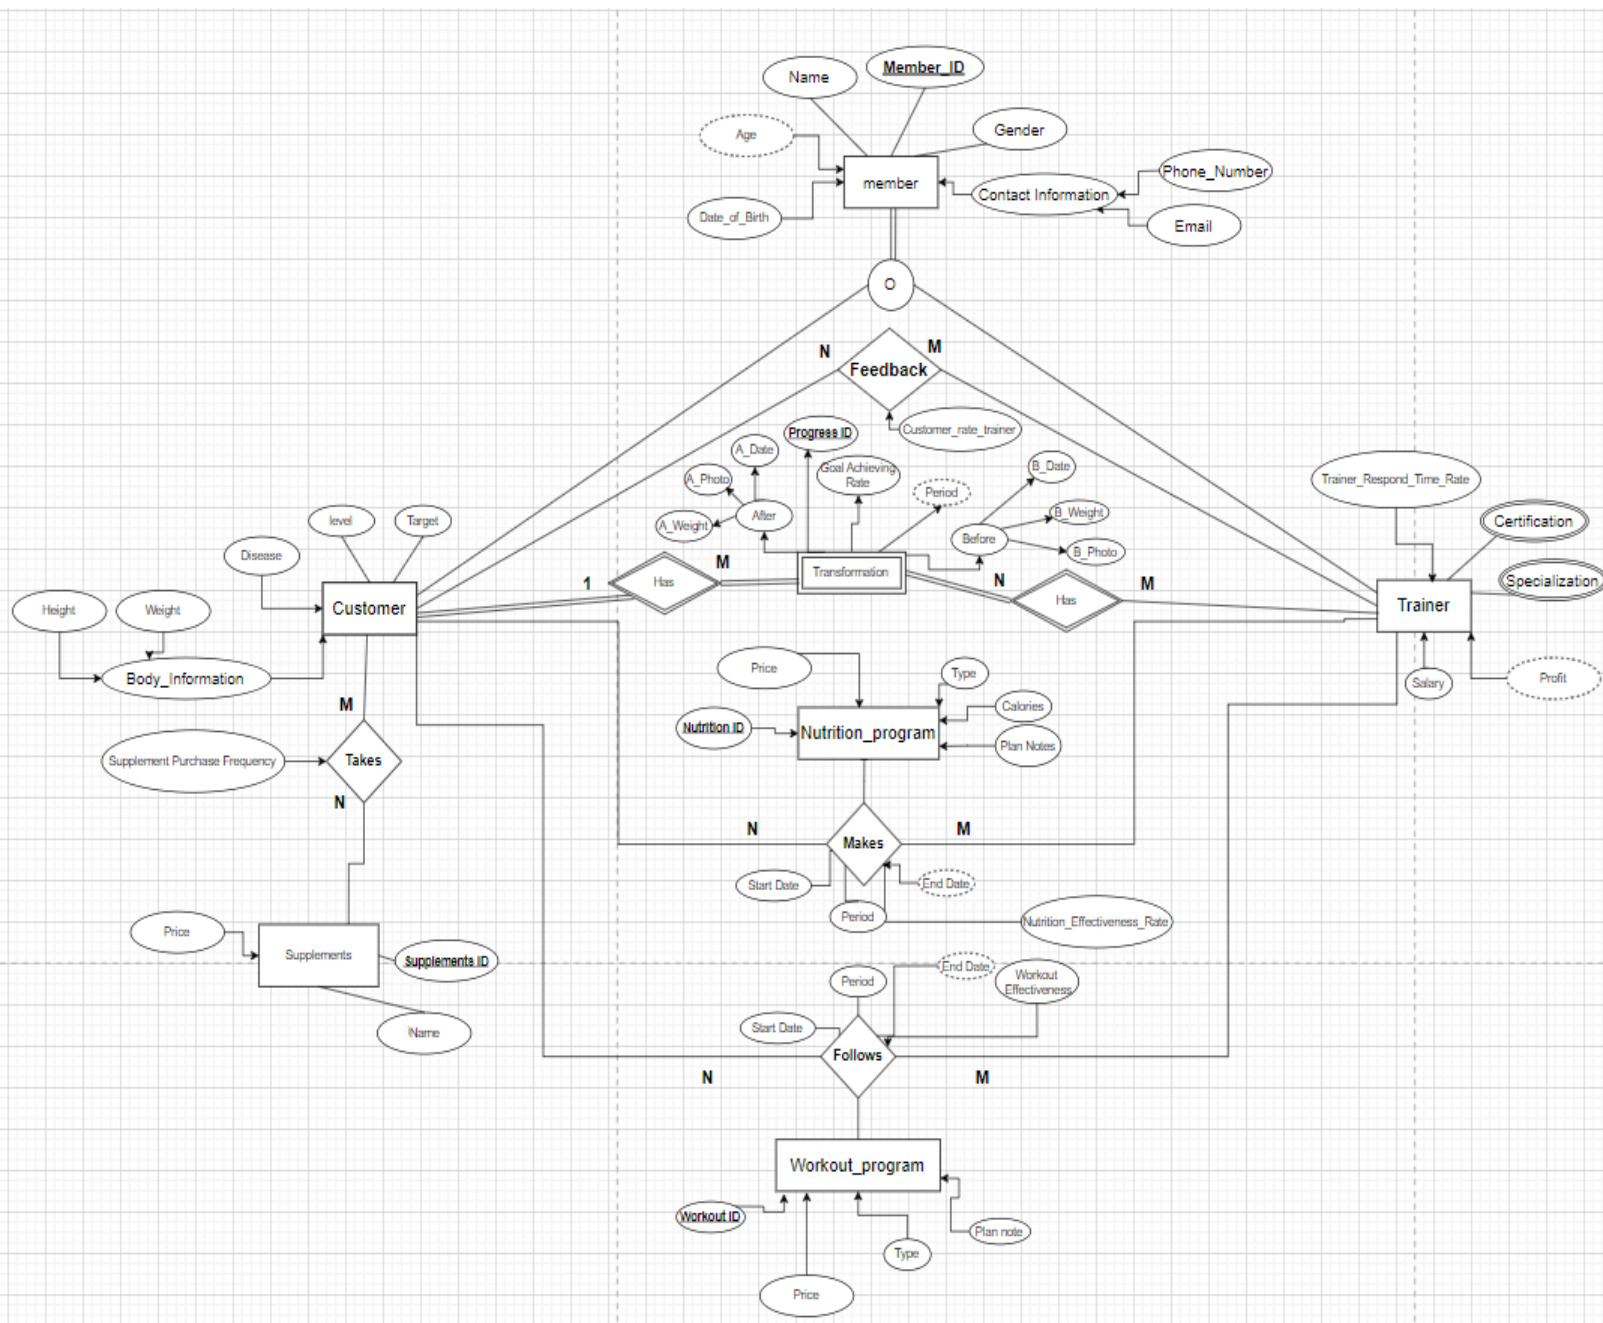 Member_ID
Name
Gender
Age
Phone_Number
member
Contact Information
Date_of_Birth
Email
O
N
M
Feedback
Customer_rate_trainer
Progress ID
A_Date
Goal Achieving
Rate
B_Date
A_Photo
Period
Trainer_Respond_Time_Rate
After
B_Weight
level
Target
A_Weight
Certification
Before
B_Photo
Disease
M
Transformation
1
Has
N
M
Specialization
Has
Height
Weight
Customer
Trainer
Body_Information
Price
Type
Salary
Profit
M
Calories
Nutrition ID
Nutrition_program
Plan Notes
Supplement Purchase Frequency
Takes
N
N
M
Makes
Start Date
End Date
Period
Nutrition_Effectiveness_Rate
Price
Supplements
Supplements ID
End Date
Workout
Effectiveness
Period
Name
Start Date
Follows
N
M
Workout_program
Workout ID
Plan note
Type
Price